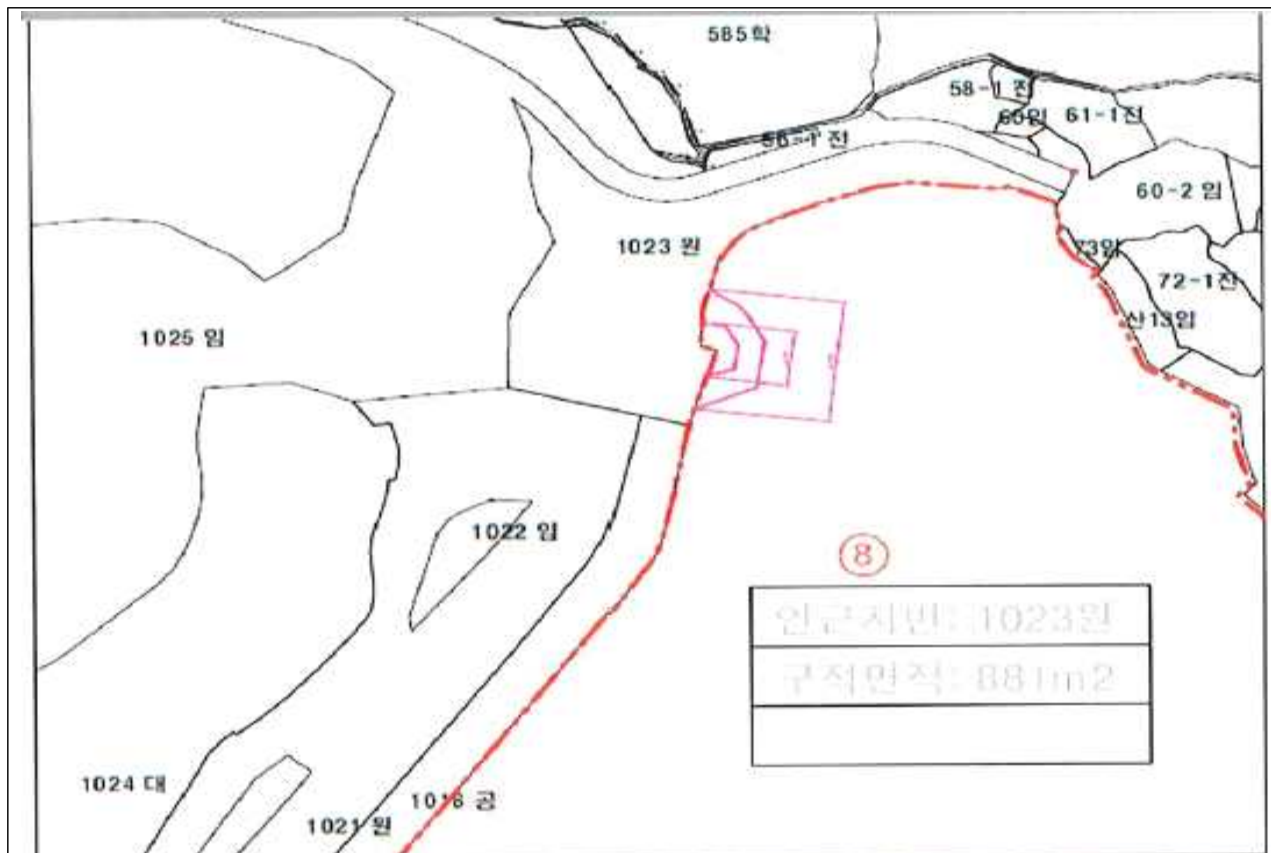 585학
58-1 전
60임
61-1전
56-1 전
60-2 임
1023 원
73임
72-1전
산13임
1025 임
1022 임
⑧
인근지번: 1023원
구적면적: 881m2
1024 대
1018 공
1021 원